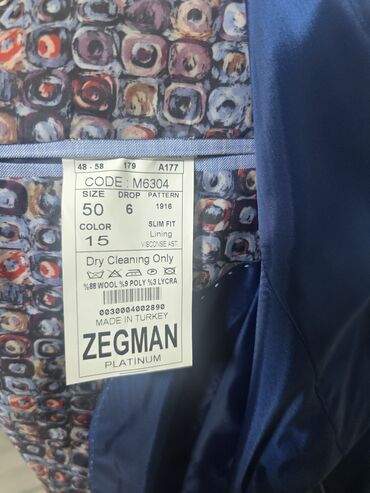 48 - 58 179 A177
CODE : M6304
SIZE DROP PATTERN
50 6 1916
COLOR SLIM FIT
15 Lining
VISCONSE AST.
Dry Cleaning Only
%88 WOOL %9 POLY %3 LYCRA
0030004002890
MADE IN TURKEY
ZEGMAN
PLATINUM